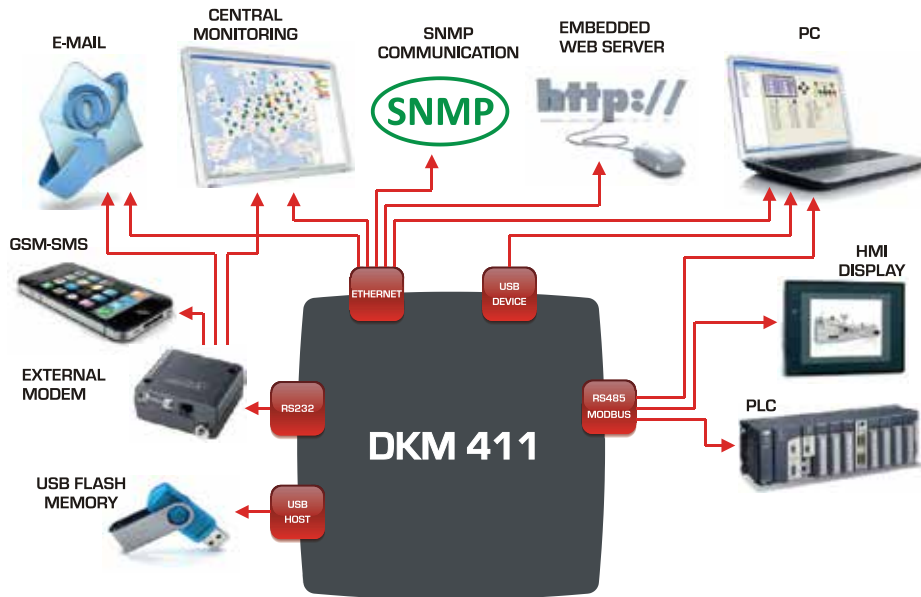 E-MAIL
CENTRAL
MONITORING
SNMP
COMMUNICATION
SNMP
EMBEDDED
WEB SERVER
http://
PC
GSM-SMS
ETHERNET
USB
DEVICE
HMI
DISPLAY
EXTERNAL
MODEM
RS232
RS485
MODBUS
PLC
DKM 411
USB FLASH
MEMORY
USB
HOST